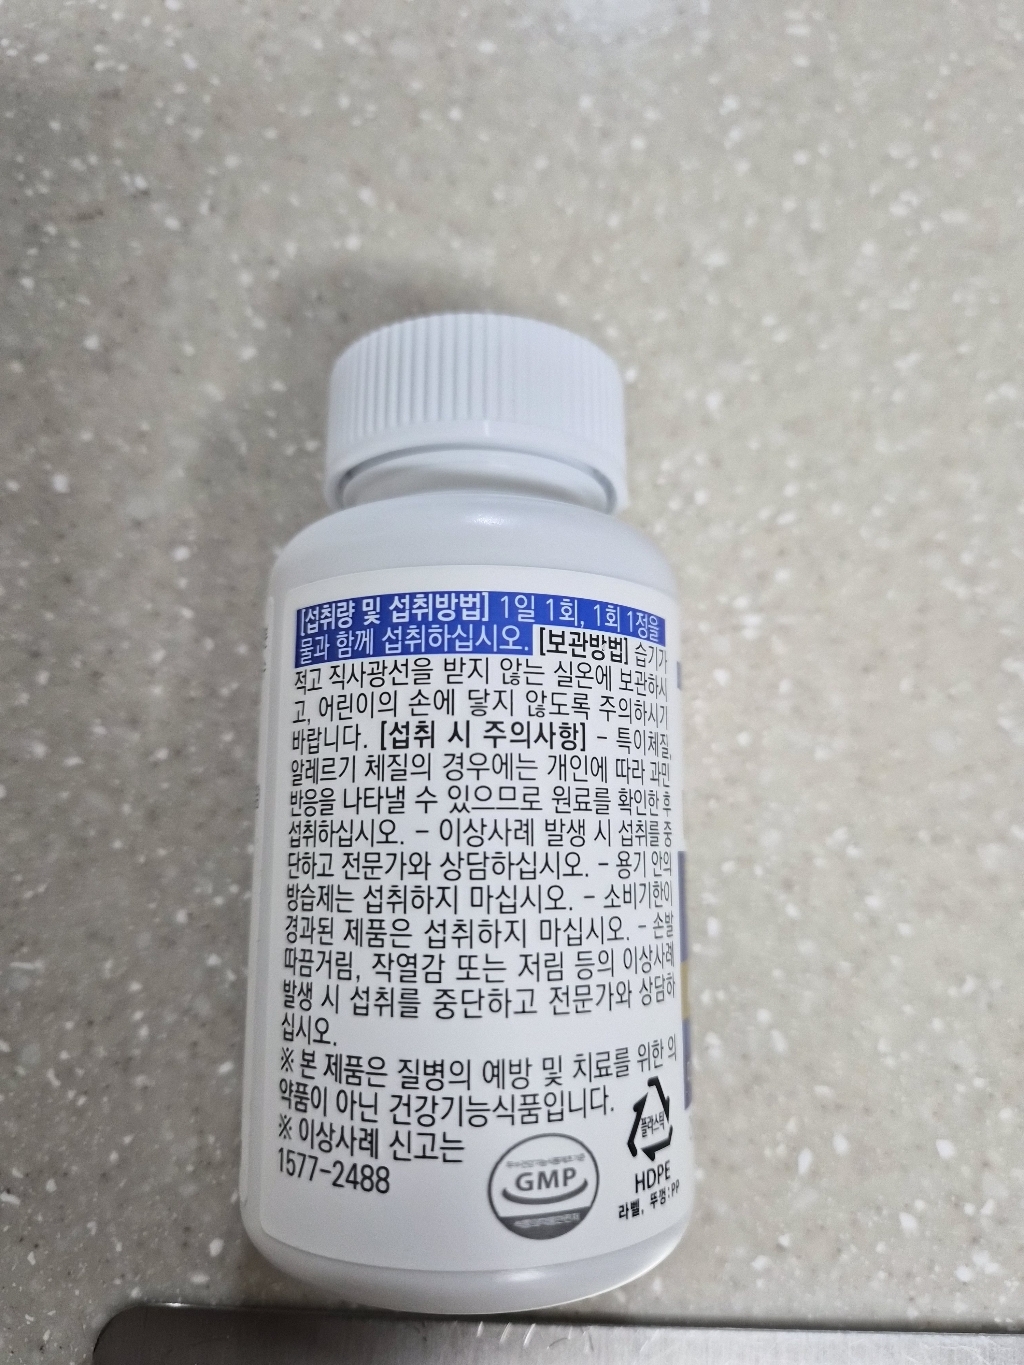 [섭취량 및 섭취방법] 1일 1회, 1회 1정을
물과 함께 섭취하십시오. [보관방법] 습기가
적고 직사광선을 받지 않는 실온에 보관하시
고, 어린이의 손에 닿지 않도록 주의하시기
바랍니다. [섭취 시 주의사항] - 특이체질,
알레르기 체질의 경우에는 개인에 따라 과민
반응을 나타낼 수 있으므로 원료를 확인한 후
섭취하십시오. - 이상사례 발생 시 섭취를 중
단하고 전문가와 상담하십시오. - 용기 안의
방습제는 섭취하지 마십시오. - 소비기한이
경과된 제품은 섭취하지 마십시오. - 손발
따끔거림, 작열감 또는 저림 등의 이상사례
발생 시 섭취를 중단하고 전문가와 상담하
십시오.
※ 본 제품은 질병의 예방 및 치료를 위한 의
약품이 아닌 건강기능식품입니다.
※ 이상사례 신고는
1577-2488
GMP
플라스틱
HDPE
라벨, 뚜껑:PP